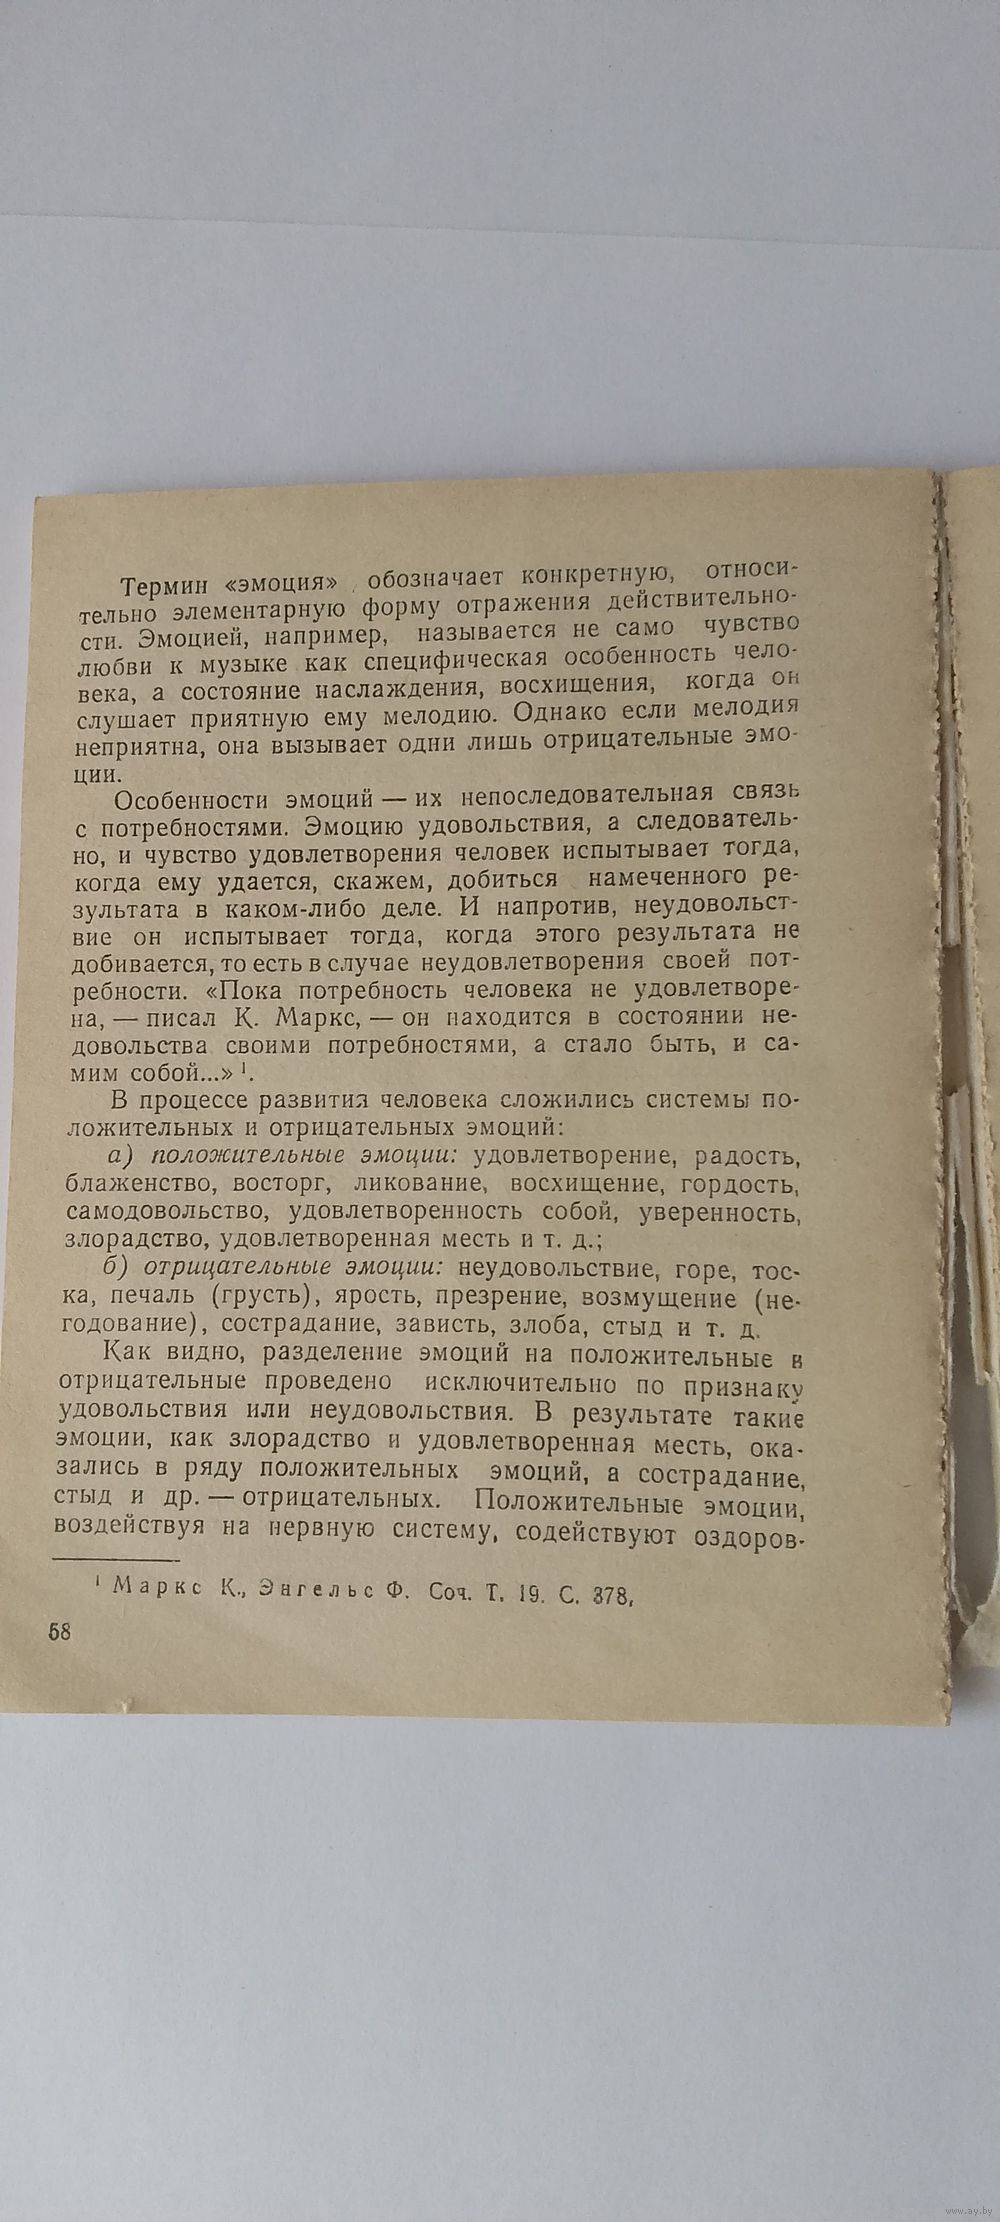 Термин «эмоция» обозначает конкретную, относи-
тельно элементарную форму отражения действительно-
сти. Эмоцией, например, называется не само чувство
любви к музыке как специфическая особенность чело-
века, а состояние наслаждения, восхищения, когда он
слушает приятную ему мелодию. Однако если мелодия
неприятна, она вызывает одни лишь отрицательные эмо-
ции.
Особенности эмоций — их непоследовательная связь
с потребностями. Эмоцию удовольствия, а следователь-
но, и чувство удовлетворения человек испытывает тогда,
когда ему удается, скажем, добиться намеченного ре-
зультата в каком-либо деле. И напротив, неудовольст-
вие он испытывает тогда, когда этого результата не
добивается, то есть в случае неудовлетворения своей пот-
ребности. «Пока потребность человека не удовлетворе-
на, — писал К. Маркс, — он находится в состоянии не-
довольства своими потребностями, а стало быть, и са-
мим собой...» ¹.
В процессе развития человека сложились системы по-
ложительных и отрицательных эмоций:
а) положительные эмоции: удовлетворение, радость,
блаженство, восторг, ликование, восхищение, гордость,
самодовольство, удовлетворенность собой, уверенность,
злорадство, удовлетворенная месть и т. д.;
б) отрицательные эмоции: неудовольствие, горе, тос-
ка, печаль (грусть), ярость, презрение, возмущение (не-
годование), сострадание, зависть, злоба, стыд и т. д.
Как видно, разделение эмоций на положительные и
отрицательные проведено исключительно по признаку
удовольствия или неудовольствия. В результате такие
эмоции, как злорадство и удовлетворенная месть, ока-
зались в ряду положительных эмоций, а сострадание,
стыд и др. — отрицательных. Положительные эмоции,
воздействуя на нервную систему, содействуют оздоров-
¹ Маркс К., Энгельс Ф. Соч. Т. 19. С. 378.
58
www.ay.by